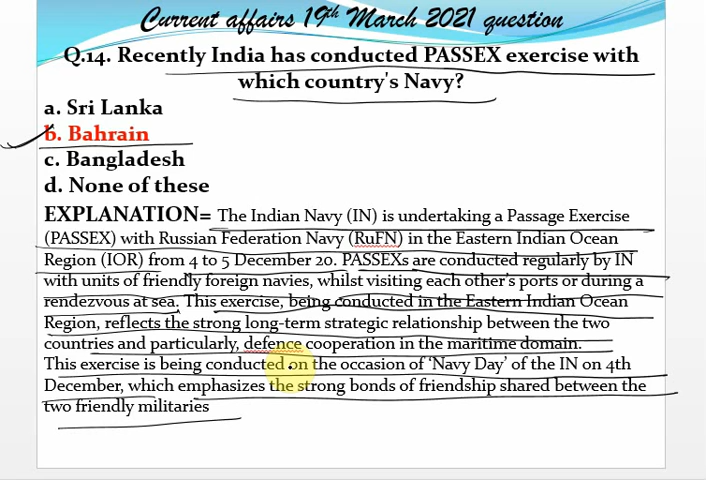 Current affairs 19th March 2021 question
Q.14. Recently India has conducted PASSEX exercise with
which country's Navy?
a. Sri Lanka
b. Bahrain
c. Bangladesh
d. None of these
EXPLANATION= The Indian Navy (IN) is undertaking a Passage Exercise
(PASSEX) with Russian Federation Navy (RuFN) in the Eastern Indian Ocean
Region (IOR) from 4 to 5 December 20. PASSEXs are conducted regularly by IN
with units of friendly foreign navies, whilst visiting each other's ports or during a
rendezvous at sea. This exercise, being conducted in the Eastern Indian Ocean
Region, reflects the strong long-term strategic relationship between the two
countries and particularly, defence cooperation in the maritime domain.
This exercise is being conducted on the occasion of 'Navy Day' of the IN on 4th
December, which emphasizes the strong bonds of friendship shared between the
two friendly militaries